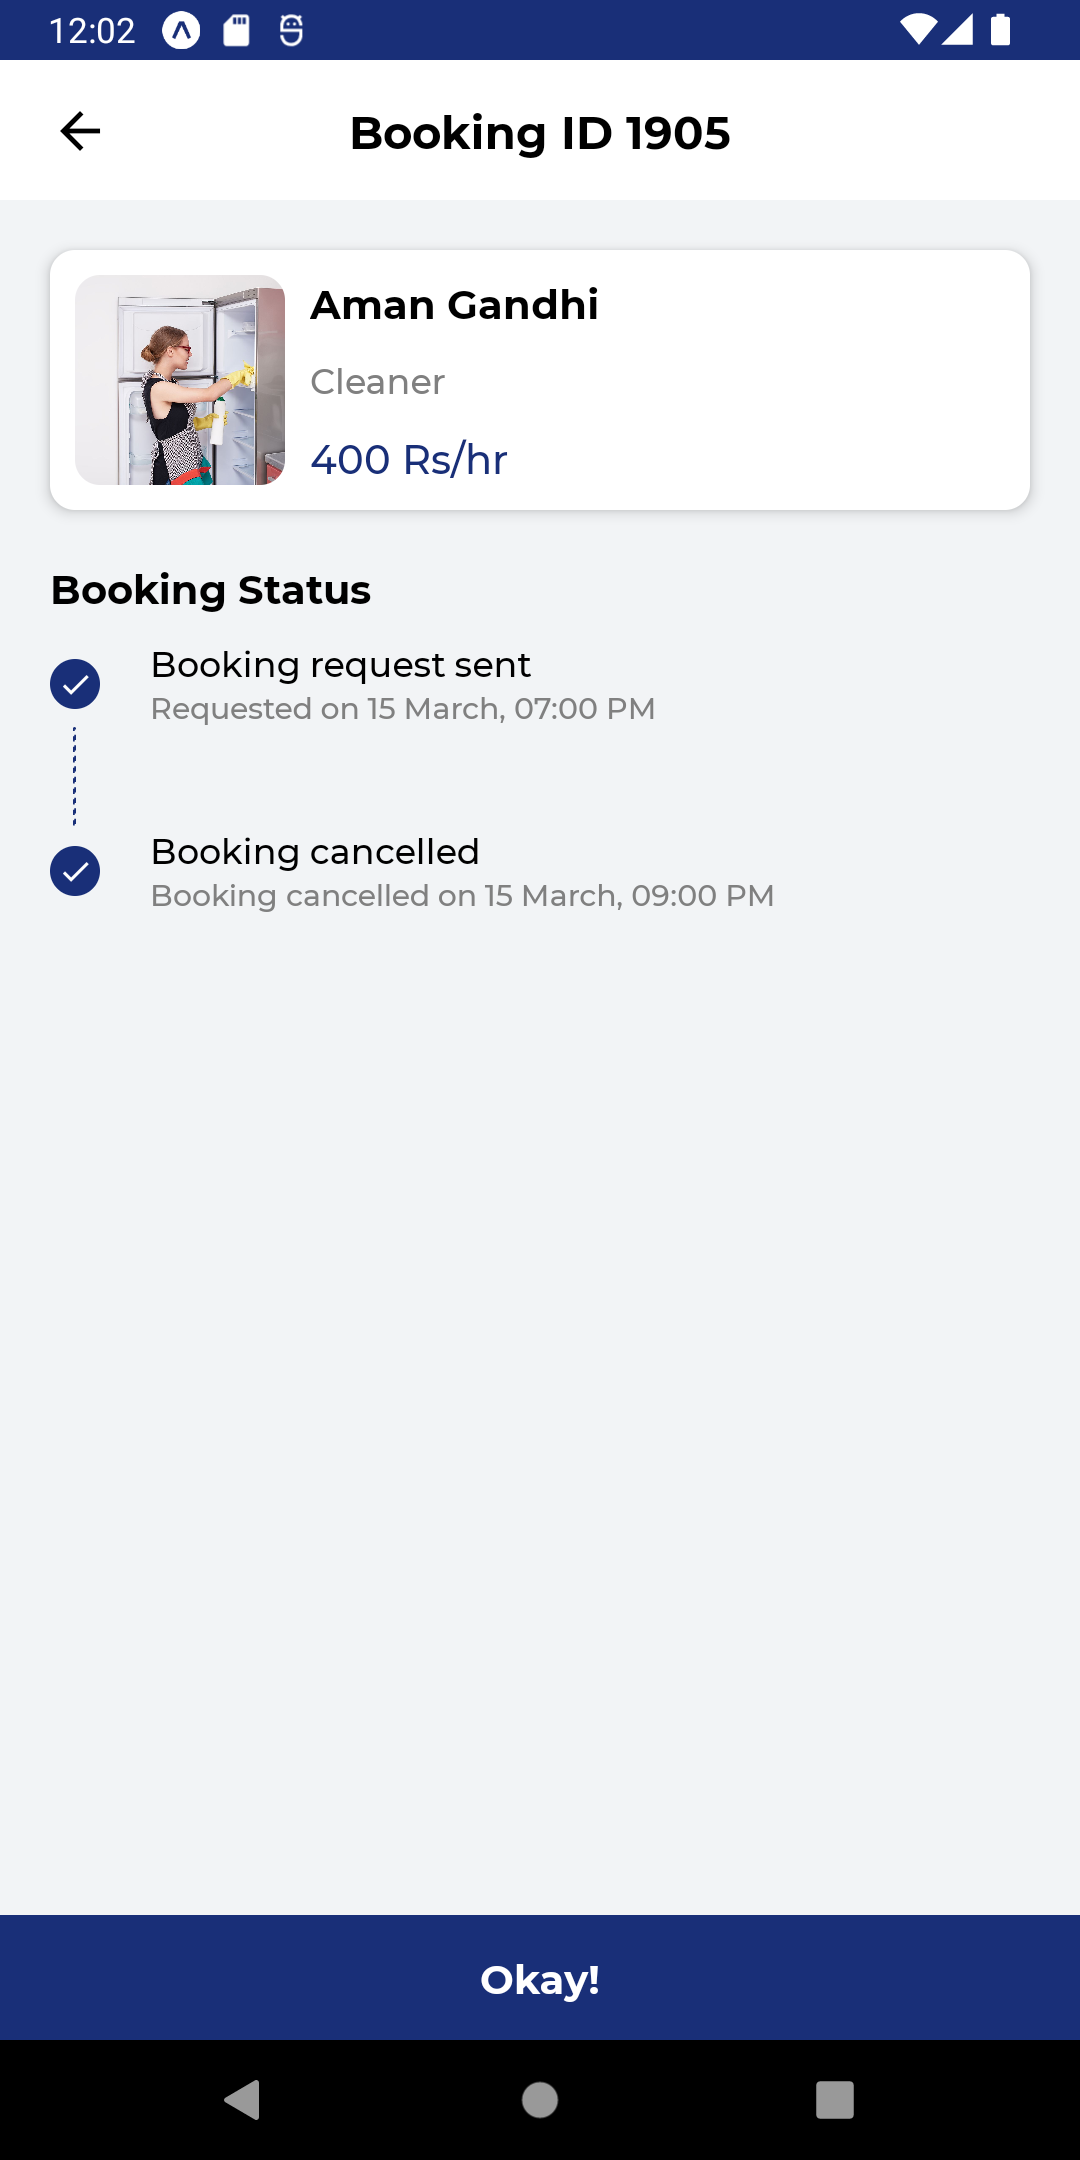 12:02
Booking ID 1905
Aman Gandhi
Cleaner
400 Rs/hr
Booking Status
Booking request sent
Requested on 15 March, 07:00 PM
Booking cancelled
Booking cancelled on 15 March, 09:00 PM
Okay!